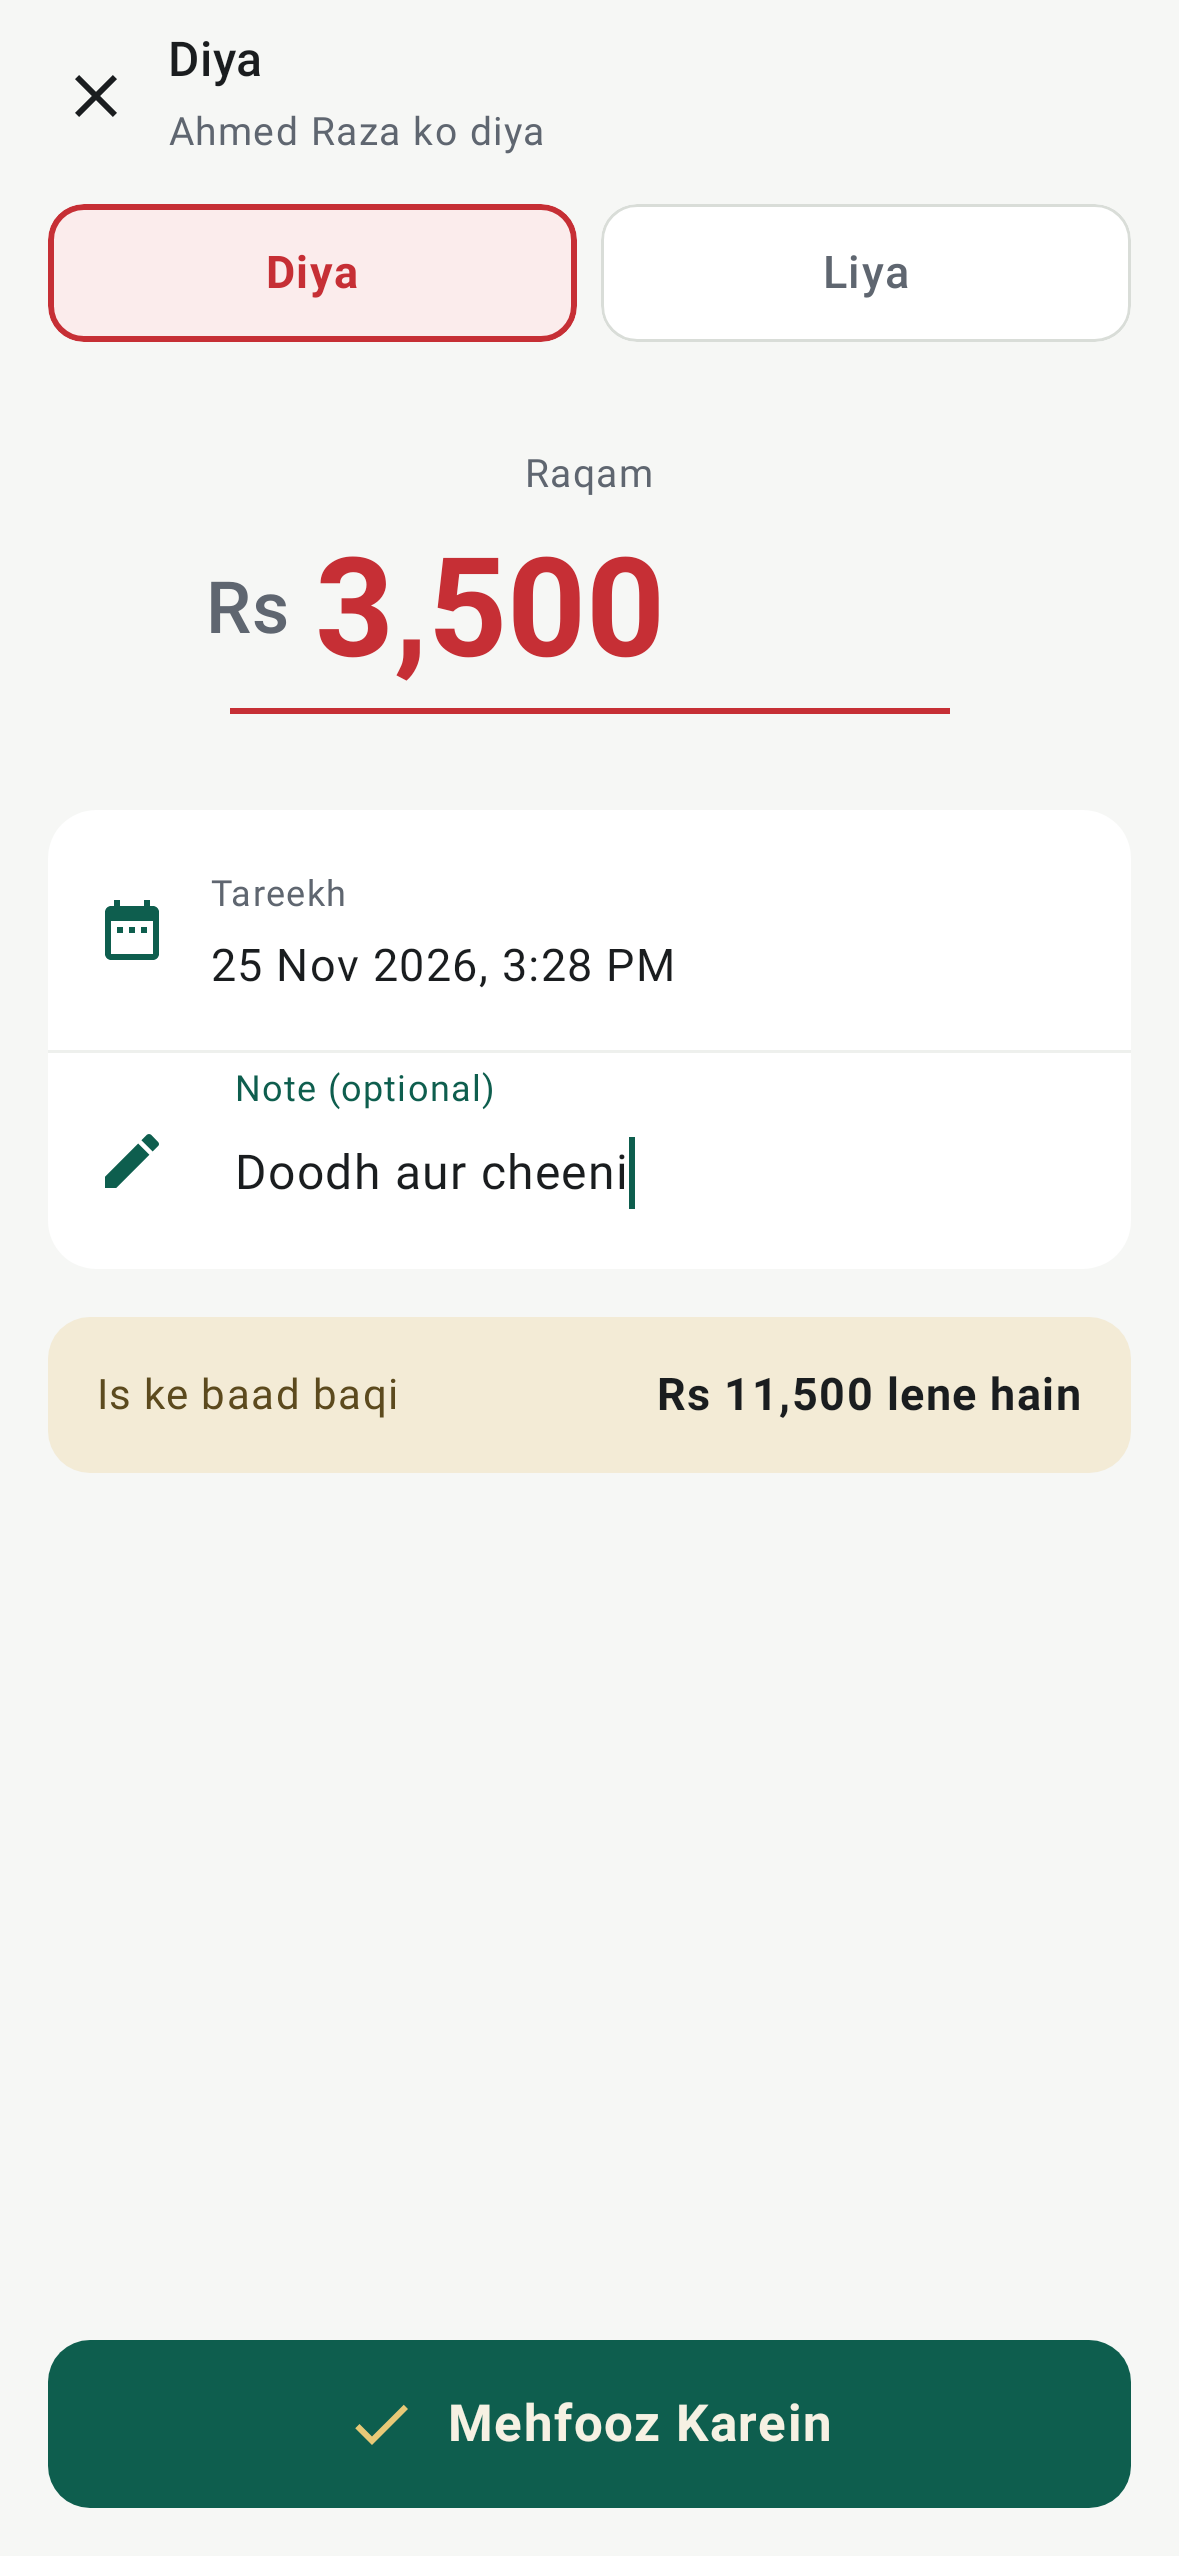 Diya
Ahmed Raza ko diya
Diya
Liya
Raqam
Rs 3,500
Tareekh
25 Nov 2026, 3:28 PM
Note (optional)
Doodh aur cheeni
Is ke baad baqi
Rs 11,500 lene hain
Mehfooz Karein